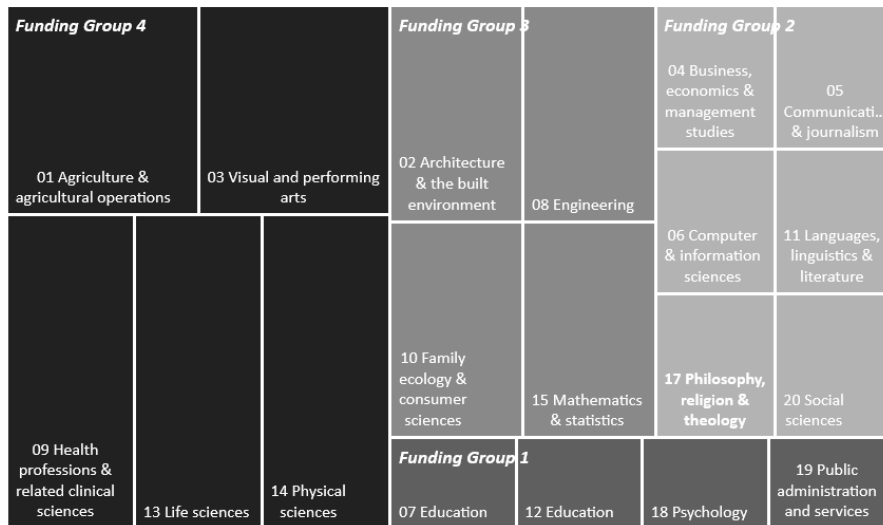 Funding Group 4
01 Agriculture &
agricultural operations
03 Visual and performing
arts
09 Health
professions &
related clinical
sciences
13 Life sciences
14 Physical
sciences
Funding Group 3
02 Architecture
& the built
environment
08 Engineering
10 Family
ecology &
consumer
sciences
15 Mathematics
& statistics
Funding Group 2
04 Business,
economics &
management
studies
05
Communicati..
& journalism
06 Computer
& information
sciences
11 Languages,
linguistics &
literature
17 Philosophy,
religion &
theology
20 Social
sciences
Funding Group 1
07 Education
12 Education
18 Psychology
19 Public
administration
and services